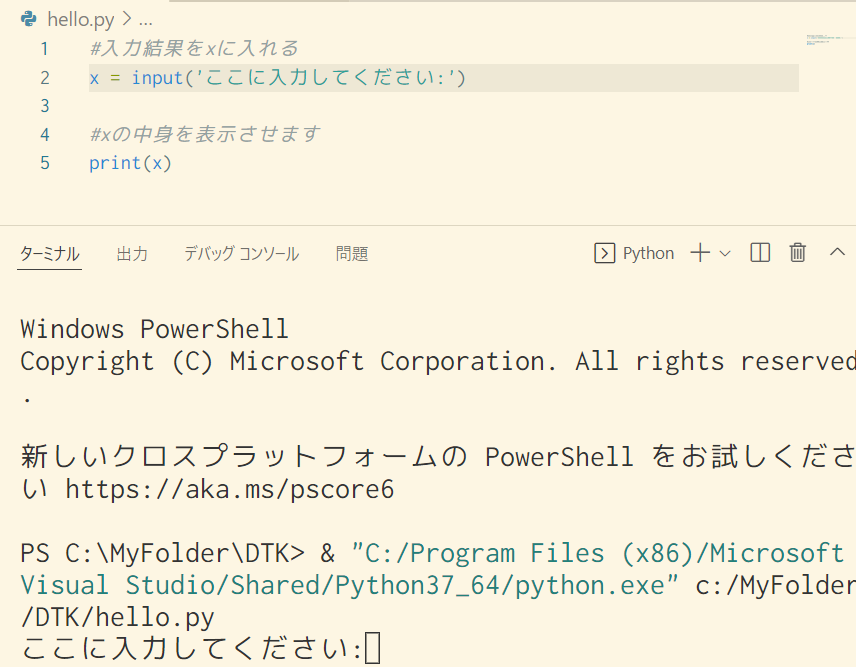 hello.py > ...
1 #入力結果をxに入れる
2 x = input('ここに入力してください:')
3
4 #xの中身を表示させます
5 print(x)
ターミナル 出力 デバッグ コンソール 問題 Python
Windows PowerShell
Copyright (C) Microsoft Corporation. All rights reserved
.
新しいクロスプラットフォームの PowerShell をお試しくださ
い https://aka.ms/pscore6
PS C:\MyFolder\DTK> & "C:/Program Files (x86)/Microsoft
Visual Studio/Shared/Python37_64/python.exe" c:/MyFolder
/DTK/hello.py
ここに入力してください: